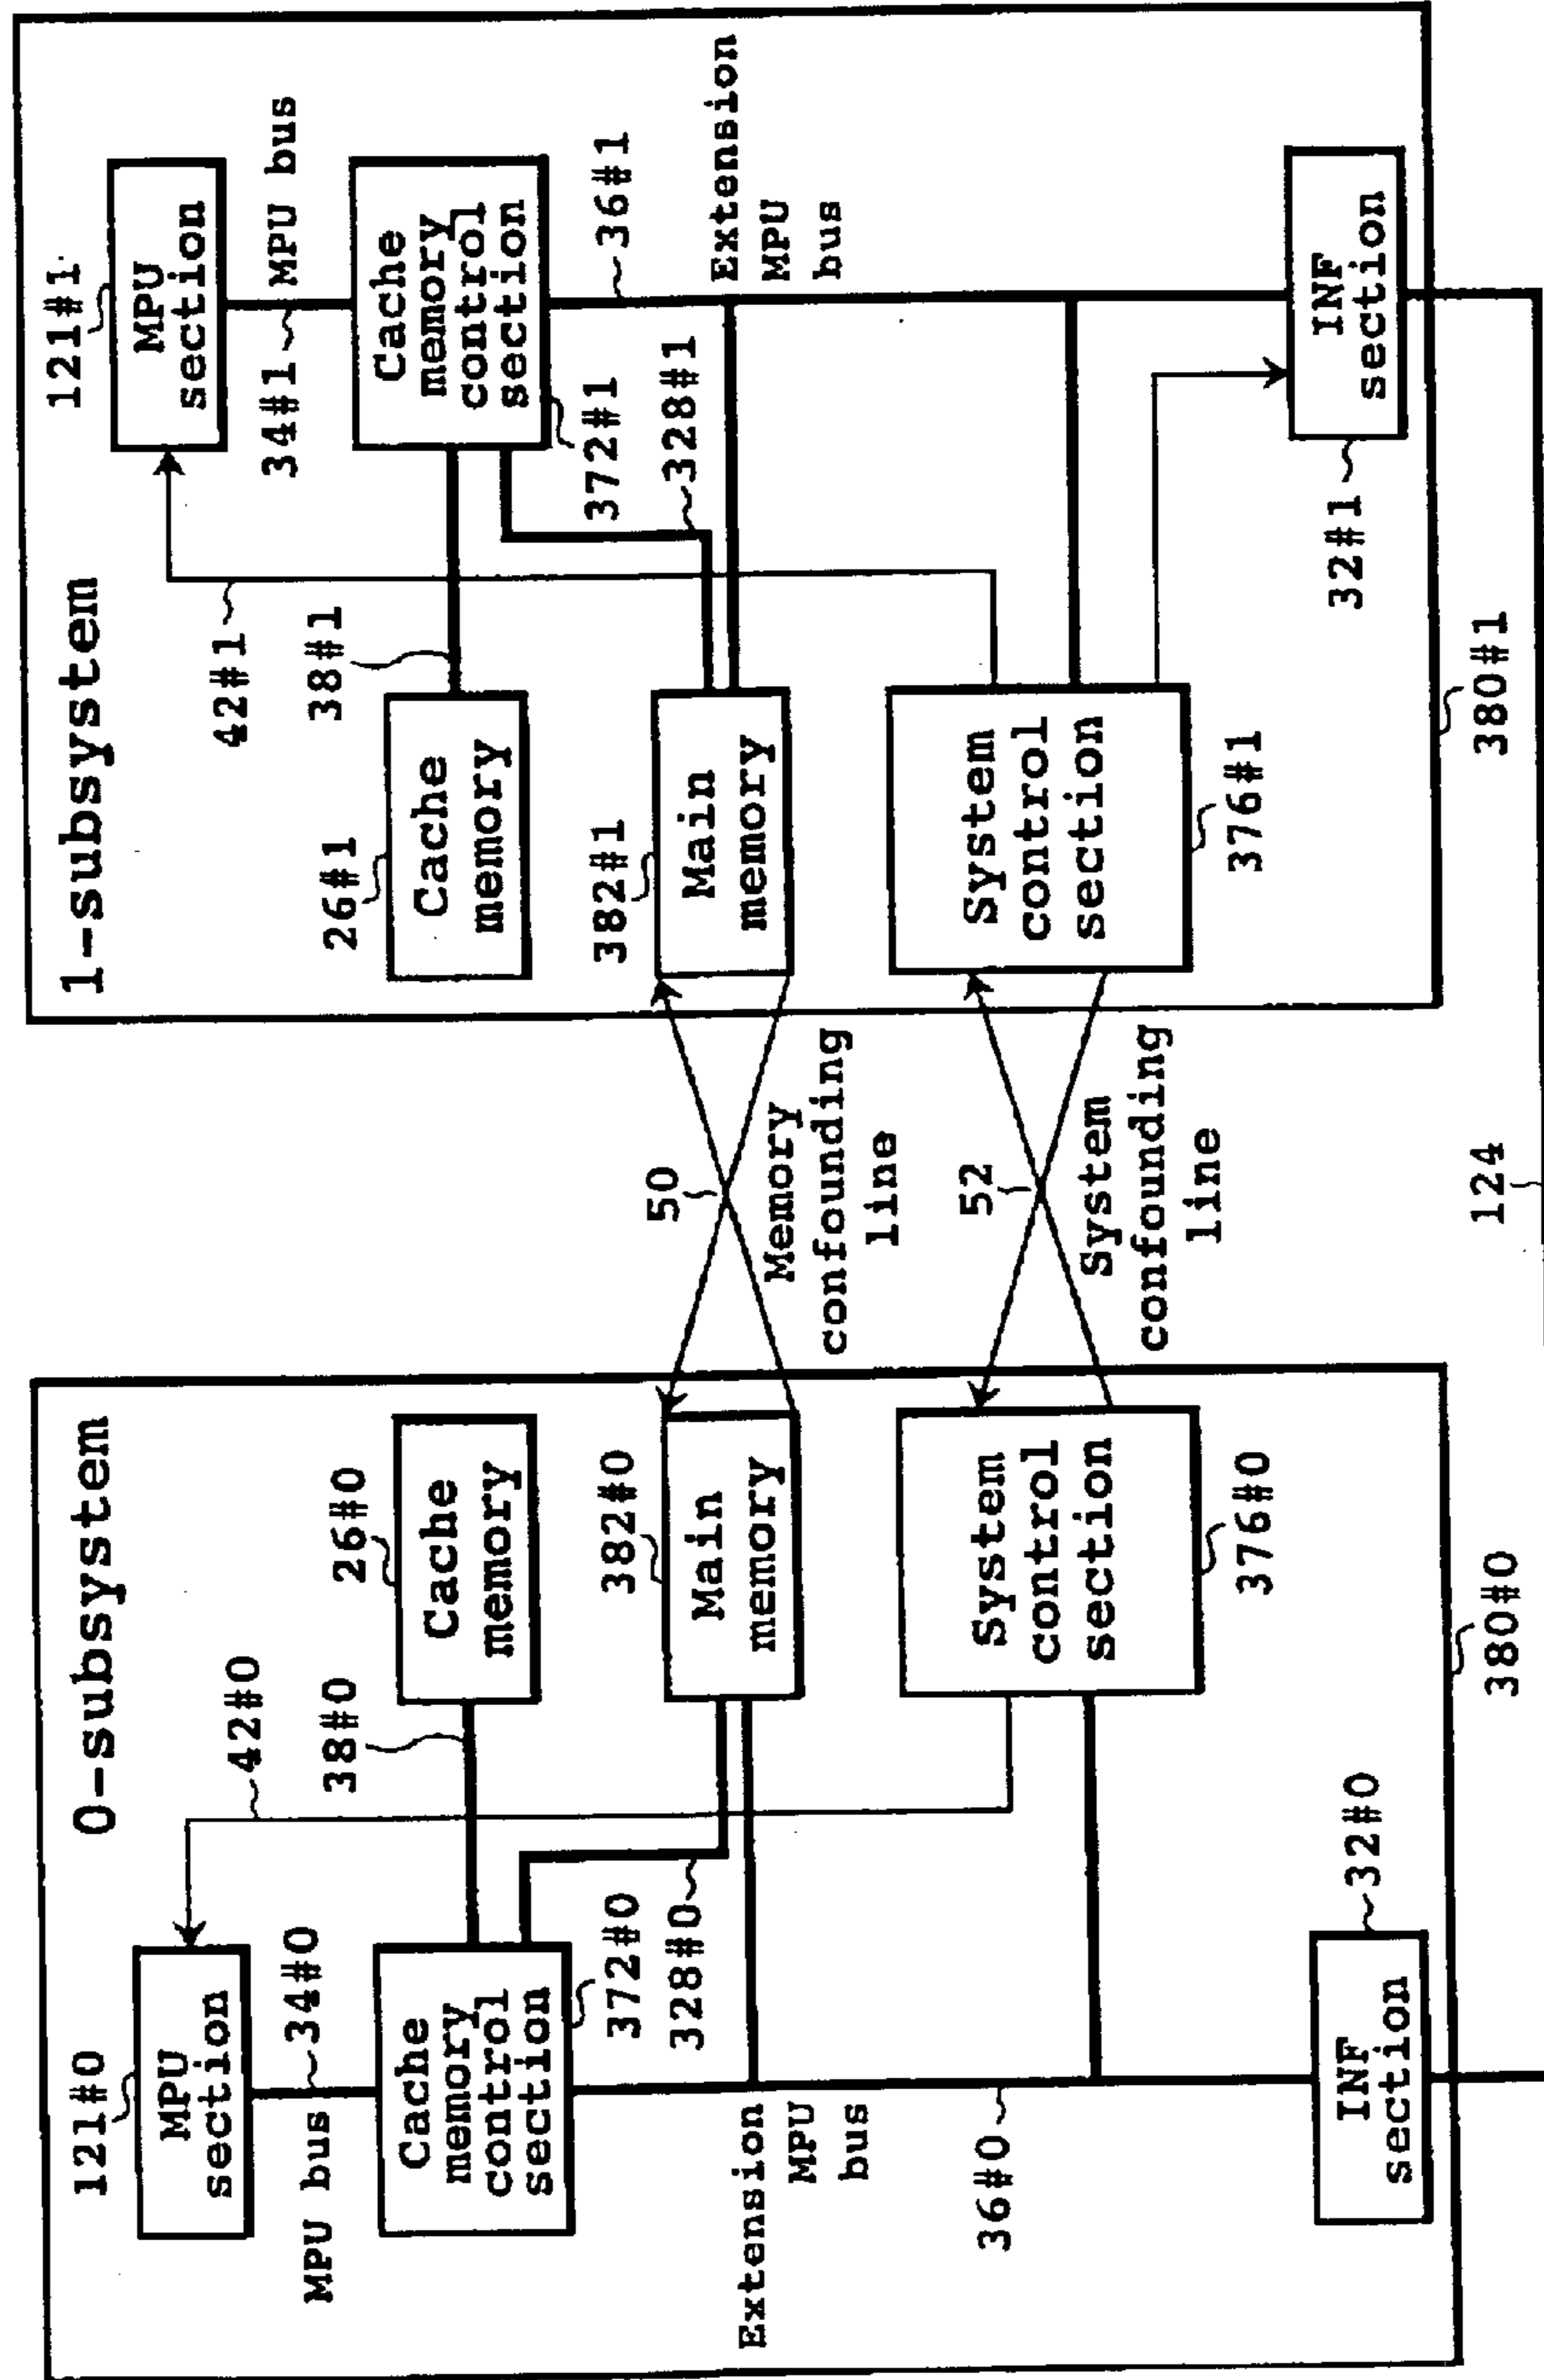 0-subsystem
121#0
MPU
section
MPU bus
34#0
42#0
Cache
memory
control
section
372#0
38#0
26#0
Cache
memory
328#0
382#0
Main
memory
Extension
MPU
bus
36#0
System
control
section
376#0
INF
section
32#0
380#0
50
Memory
confounding
line
52
System
confounding
line
124
1-subsystem
121#1
MPU
section
34#1
MPU bus
42#1
38#1
26#1
Cache
memory
Cache
memory
control
section
372#1
328#1
382#1
Main
memory
36#1
Extension
MPU
bus
System
control
section
376#1
INF
section
32#1
380#1